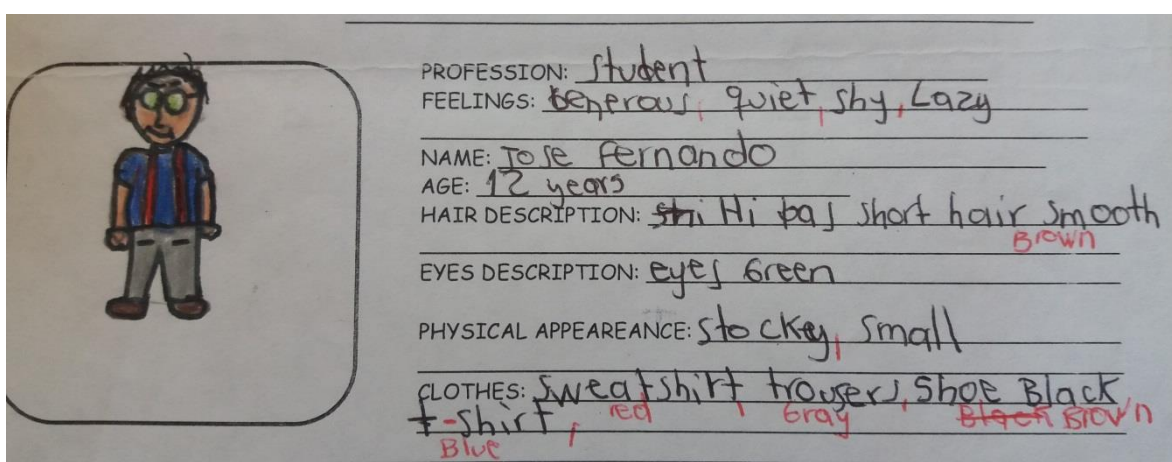 PROFESSION: Student
FEELINGS: Generous, quiet, shy, Lazy
NAME: Jose Fernando
AGE: 12 years
HAIR DESCRIPTION: Hi has short hair smooth
Brown
EYES DESCRIPTION: eyes Green
PHYSICAL APPEAREANCE: Stockey, small
CLOTHES: Sweatshirt, trousers, Shoe Black
red Gray Black Brown
t-shirt,
Blue